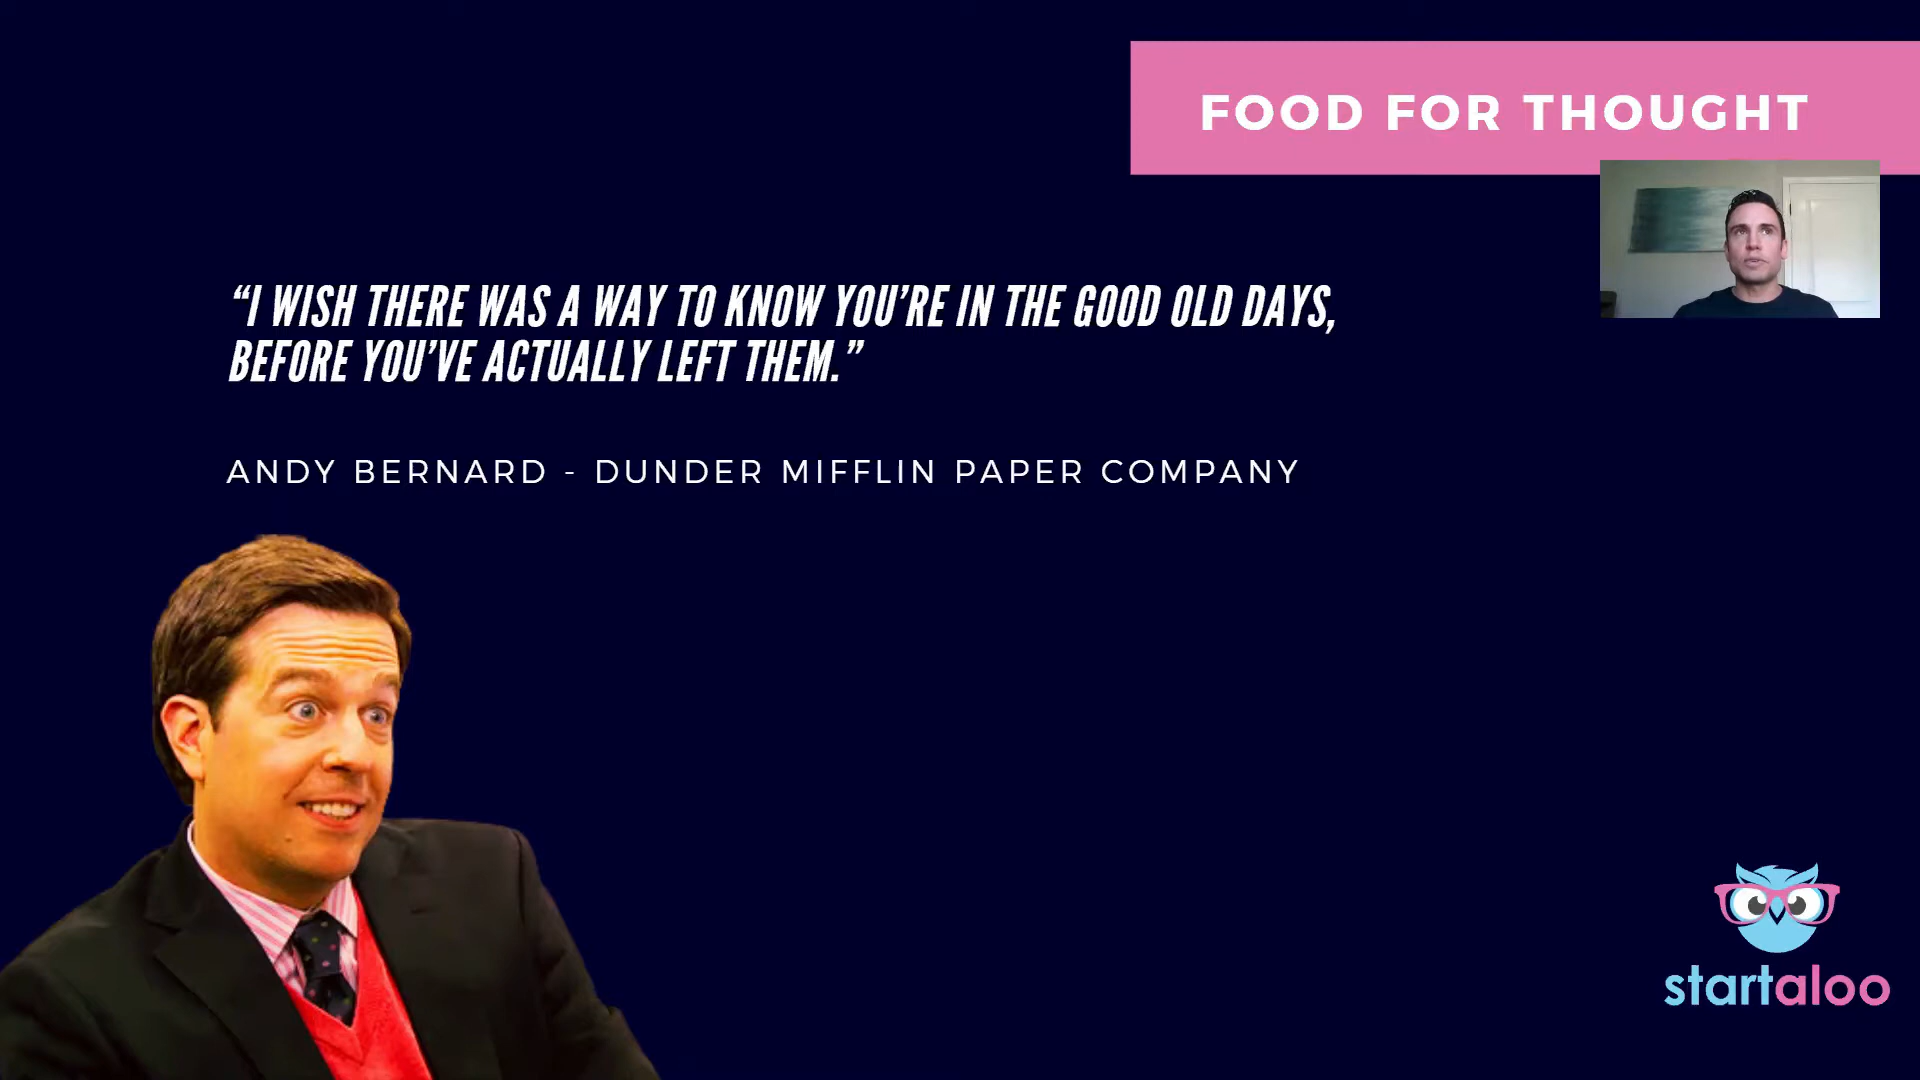 FOOD FOR THOUGHT
“I WISH THERE WAS A WAY TO KNOW YOU’RE IN THE GOOD OLD DAYS,
BEFORE YOU’VE ACTUALLY LEFT THEM.”
ANDY BERNARD - DUNDER MIFFLIN PAPER COMPANY
startaloo